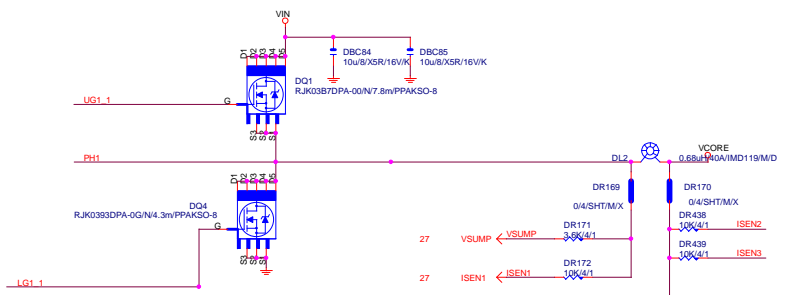 VIN
D1 D2 D3 D4 D5
DBC84
10u/8/X5R/16V/K
DBC85
10u/8/X5R/16V/K
DQ1
RJK03B7DPA-00/N/7.8m/PPAKSO-8
UG1_1
G
S3 S2 S1
PH1
DL2
VCORE
0.68uH/40A/IMD119/M/D
D1 D2 D3 D4 D5
DR169
0/4/SHT/M/X
DR170
0/4/SHT/M/X
DQ4
RJK0393DPA-0G/N/4.3m/PPAKSO-8
G
S3 S2 S1
27 VSUMP
VSUMP
DR171
3.6K/4/1
DR438
10K/4/1
ISEN2
DR439
10K/4/1
ISEN3
27 ISEN1
ISEN1
DR172
10K/4/1
LG1_1